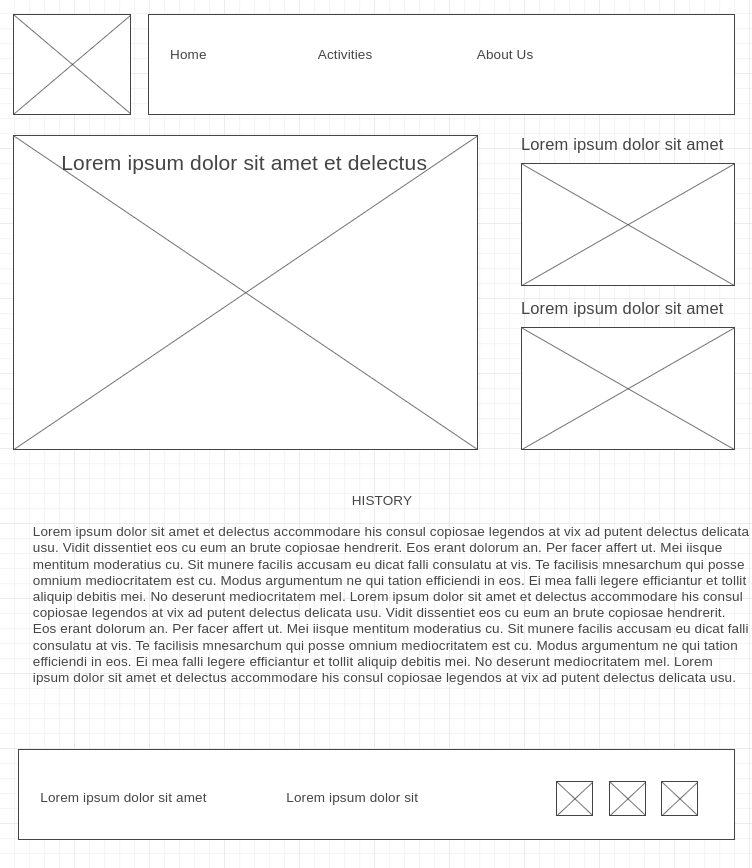 Home
Activities
About Us
Lorem ipsum dolor sit amet et delectus
Lorem ipsum dolor sit amet
Lorem ipsum dolor sit amet
HISTORY
Lorem ipsum dolor sit amet et delectus accommodare his consul copiosae legendos at vix ad putent delectus delicata
usu. Vidit dissentiet eos cu eum an brute copiosae hendrerit. Eos erant dolorum an. Per facer affert ut. Mei iisque
mentitum moderatius cu. Sit munere facilis accusam eu dicat falli consulatu at vis. Te facilisis mnesarchum qui posse
omnium mediocritatem est cu. Modus argumentum ne qui tation efficiendi in eos. Ei mea falli legere efficiantur et tollit
aliquip debitis mei. No deserunt mediocritatem mel. Lorem ipsum dolor sit amet et delectus accommodare his consul
copiosae legendos at vix ad putent delectus delicata usu. Vidit dissentiet eos cu eum an brute copiosae hendrerit.
Eos erant dolorum an. Per facer affert ut. Mei iisque mentitum moderatius cu. Sit munere facilis accusam eu dicat falli
consulatu at vis. Te facilisis mnesarchum qui posse omnium mediocritatem est cu. Modus argumentum ne qui tation
efficiendi in eos. Ei mea falli legere efficiantur et tollit aliquip debitis mei. No deserunt mediocritatem mel. Lorem
ipsum dolor sit amet et delectus accommodare his consul copiosae legendos at vix ad putent delectus delicata usu.
Lorem ipsum dolor sit amet
Lorem ipsum dolor sit